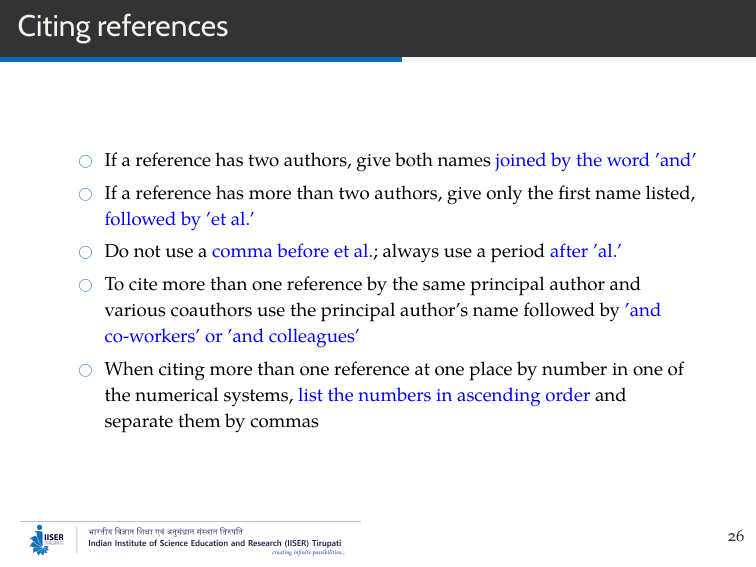 Citing references
If a reference has two authors, give both names joined by the word ’and’
If a reference has more than two authors, give only the first name listed,
followed by ’et al.’
Do not use a comma before et al.; always use a period after ’al.’
To cite more than one reference by the same principal author and
various coauthors use the principal author’s name followed by ’and
co-workers’ or ’and colleagues’
When citing more than one reference at one place by number in one of
the numerical systems, list the numbers in ascending order and
separate them by commas
IISER
TIRUPATI
भारतीय विज्ञान शिक्षा एवं अनुसंधान संस्थान तिरुपति
Indian Institute of Science Education and Research (IISER) Tirupati
creating infinite possibilities...
26